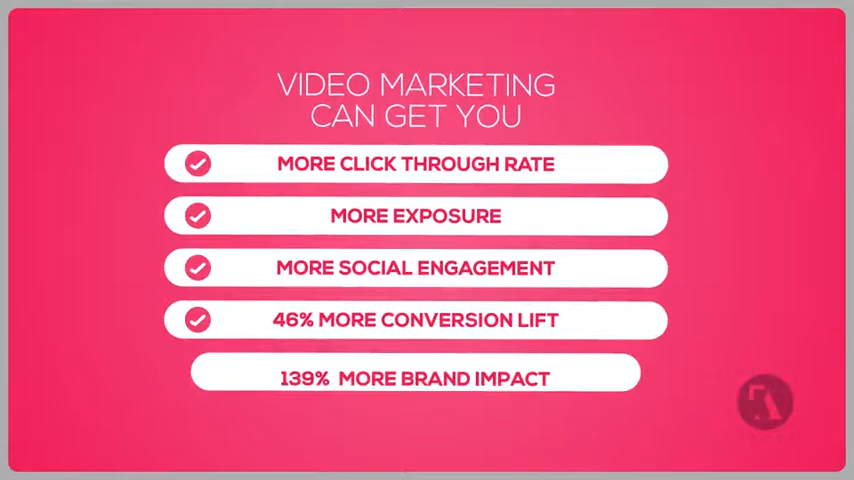 VIDEO MARKETING
CAN GET YOU
MORE CLICK THROUGH RATE
MORE EXPOSURE
MORE SOCIAL ENGAGEMENT
46% MORE CONVERSION LIFT
139% MORE BRAND IMPACT